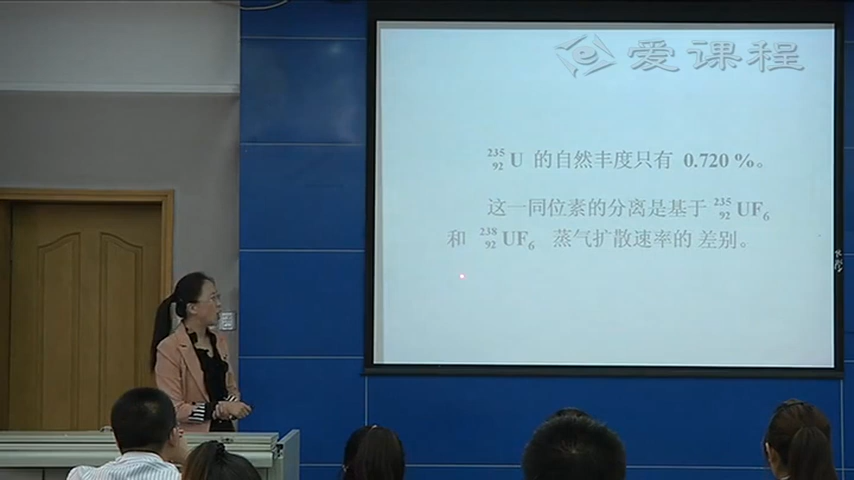 爱课程
²³⁵₉₂U 的自然丰度只有 0.720 %。
这一同位素的分离是基于 ²³⁵₉₂UF₆
和 ²³⁸₉₂UF₆ 蒸气扩散速率的 差别。